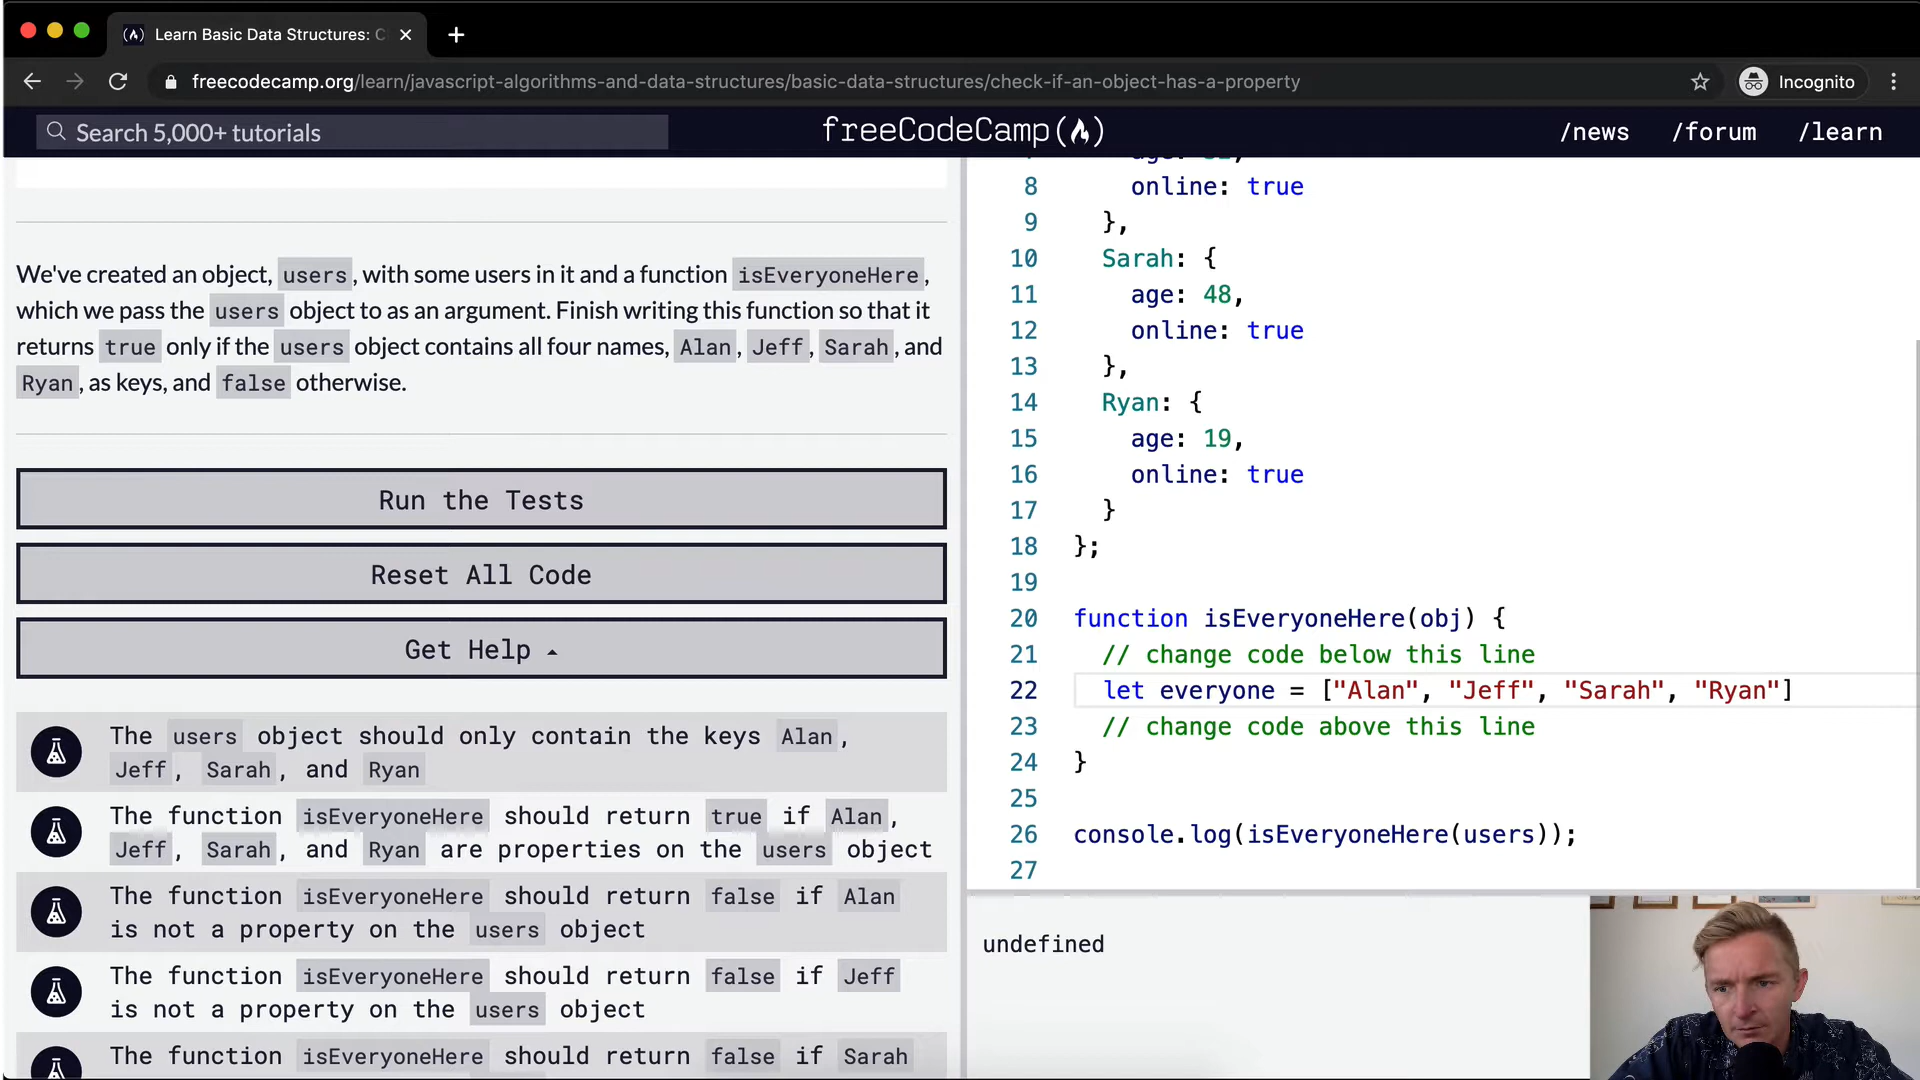 Learn Basic Data Structures: C
freecodecamp.org/learn/javascript-algorithms-and-data-structures/basic-data-structures/check-if-an-object-has-a-property
Incognito
Search 5,000+ tutorials
freeCodeCamp(🔥)
/news /forum /learn
We've created an object, users, with some users in it and a function isEveryoneHere,
which we pass the users object to as an argument. Finish writing this function so that it
returns true only if the users object contains all four names, Alan, Jeff, Sarah, and
Ryan, as keys, and false otherwise.
Run the Tests
Reset All Code
Get Help
The users object should only contain the keys Alan,
Jeff, Sarah, and Ryan
The function isEveryoneHere should return true if Alan,
Jeff, Sarah, and Ryan are properties on the users object
The function isEveryoneHere should return false if Alan
is not a property on the users object
The function isEveryoneHere should return false if Jeff
is not a property on the users object
The function isEveryoneHere should return false if Sarah
8 online: true
9 },
10 Sarah: {
11 age: 48,
12 online: true
13 },
14 Ryan: {
15 age: 19,
16 online: true
17 }
18 };
19
20 function isEveryoneHere(obj) {
21 // change code below this line
22 let everyone = ["Alan", "Jeff", "Sarah", "Ryan"]
23 // change code above this line
24 }
25
26 console.log(isEveryoneHere(users));
27
undefined